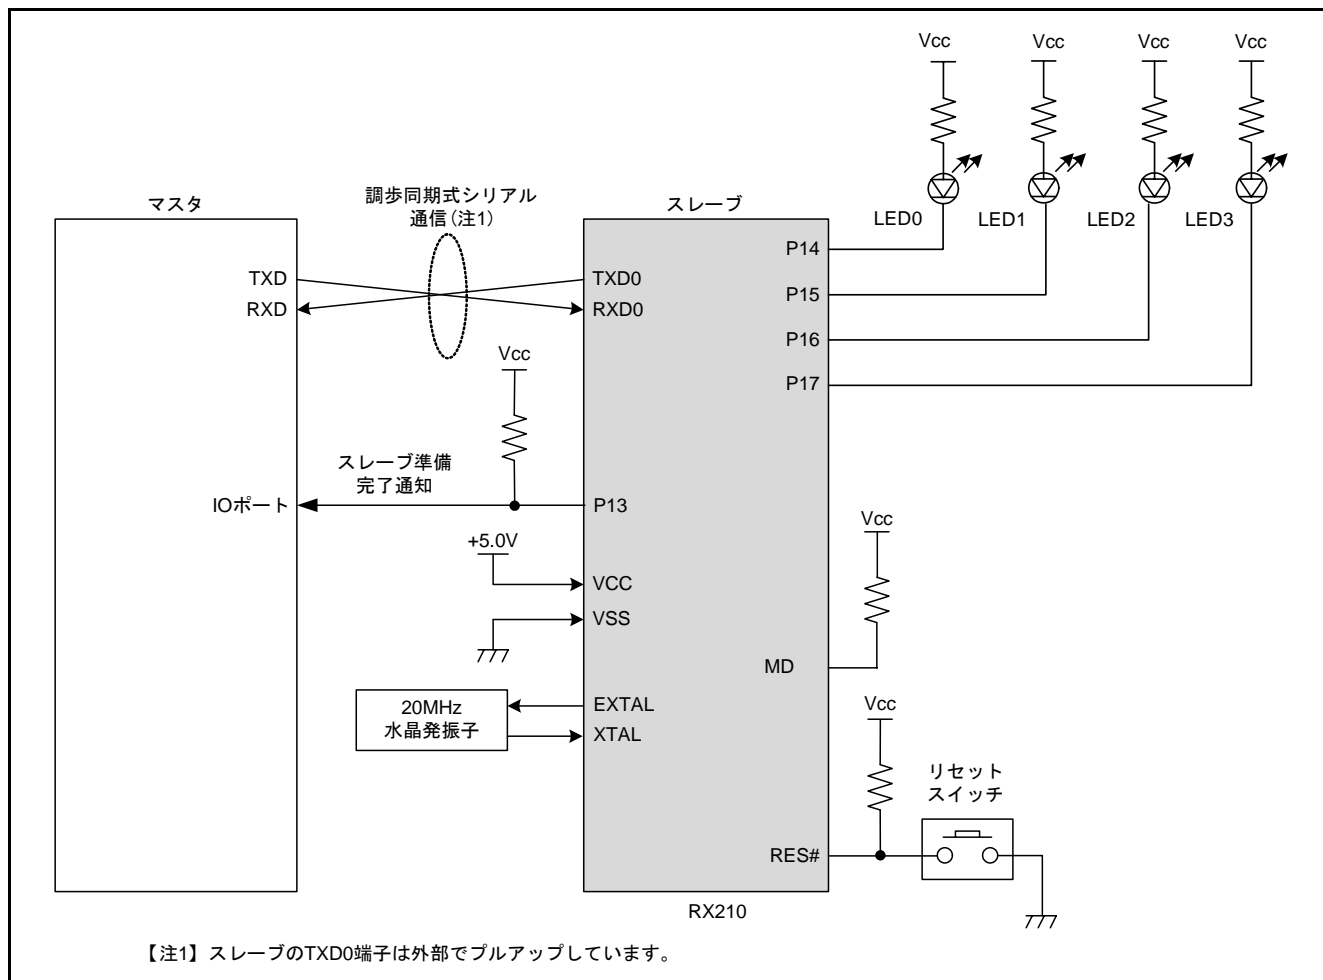 Vcc
Vcc
Vcc
Vcc
LED0
LED1
LED2
LED3
マスタ
調歩同期式シリアル
通信(注1)
スレーブ
TXD
RXD
TXD0
RXD0
P14
P15
P16
P17
Vcc
スレーブ準備
完了通知
IOポート
P13
+5.0V
VCC
VSS
Vcc
MD
20MHz
水晶発振子
EXTAL
XTAL
Vcc
リセット
スイッチ
RES#
RX210
【注1】スレーブのTXD0端子は外部でプルアップしています。